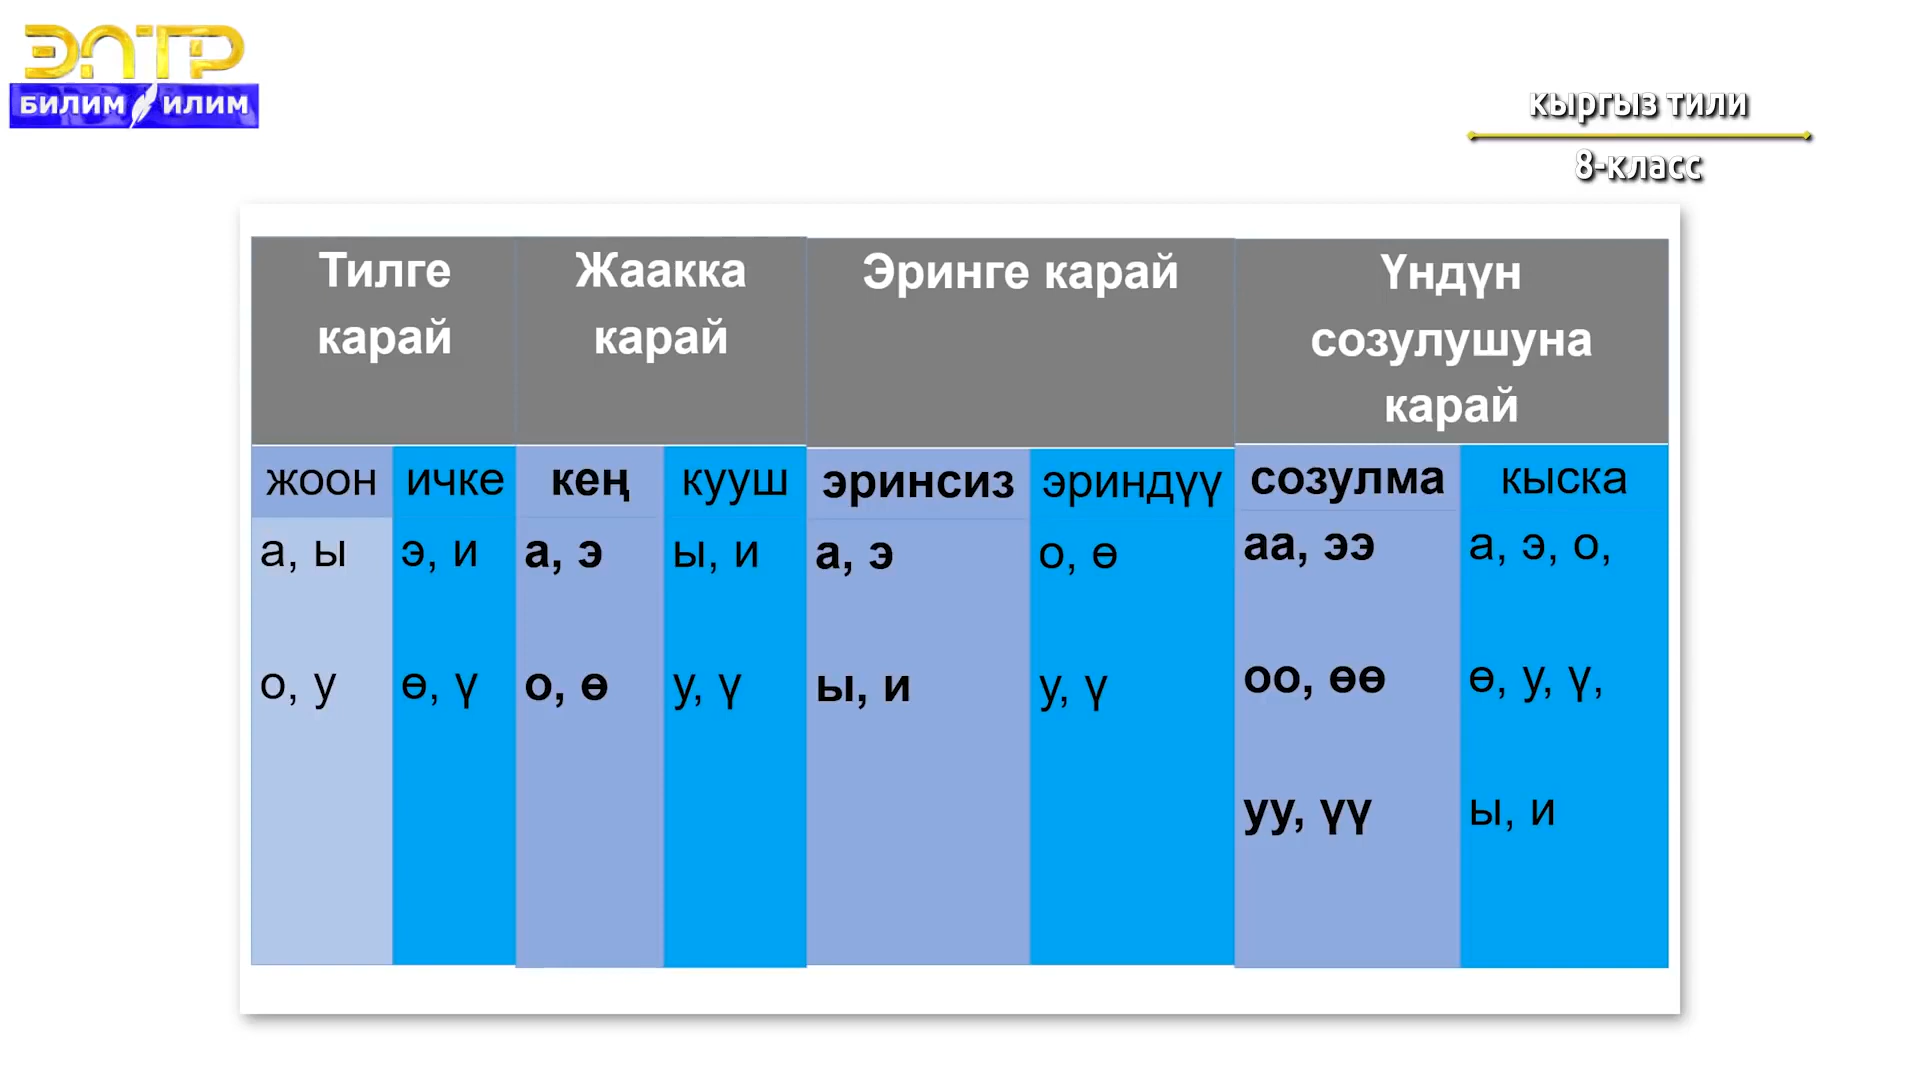 ЭЛТР
БИЛИМ ИЛИМ
кыргыз тили
8-класс
Тилге карай
Жаакка карай
Эринге карай
Үндүн созулушуна карай
жоон ичке кең кууш эринсиз эриндүү созулма кыска
а, ы э, и а, э ы, и а, э о, ө аа, ээ а, э, о,
о, у ө, ү о, ө у, ү ы, и у, ү оо, өө ө, у, ү,
уу, үү ы, и